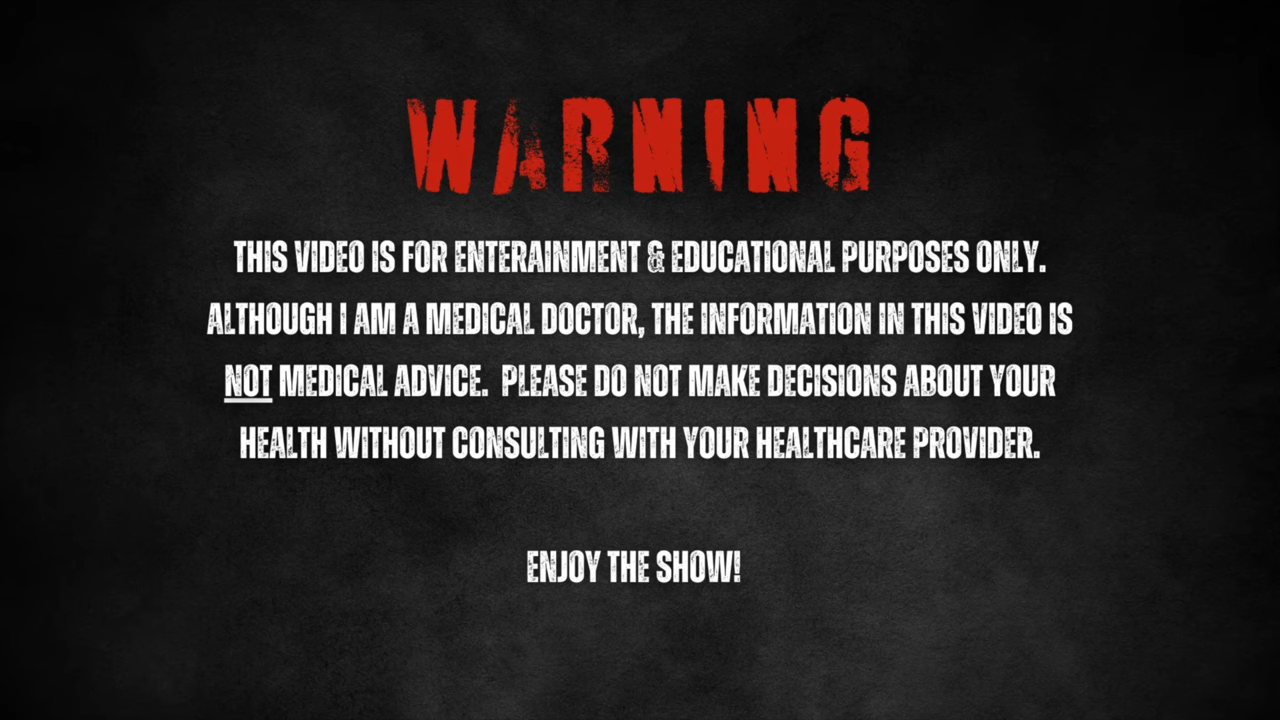 WARNING
THIS VIDEO IS FOR ENTERAINMENT & EDUCATIONAL PURPOSES ONLY.
ALTHOUGH I AM A MEDICAL DOCTOR, THE INFORMATION IN THIS VIDEO IS
NOT MEDICAL ADVICE. PLEASE DO NOT MAKE DECISIONS ABOUT YOUR
HEALTH WITHOUT CONSULTING WITH YOUR HEALTHCARE PROVIDER.
ENJOY THE SHOW!